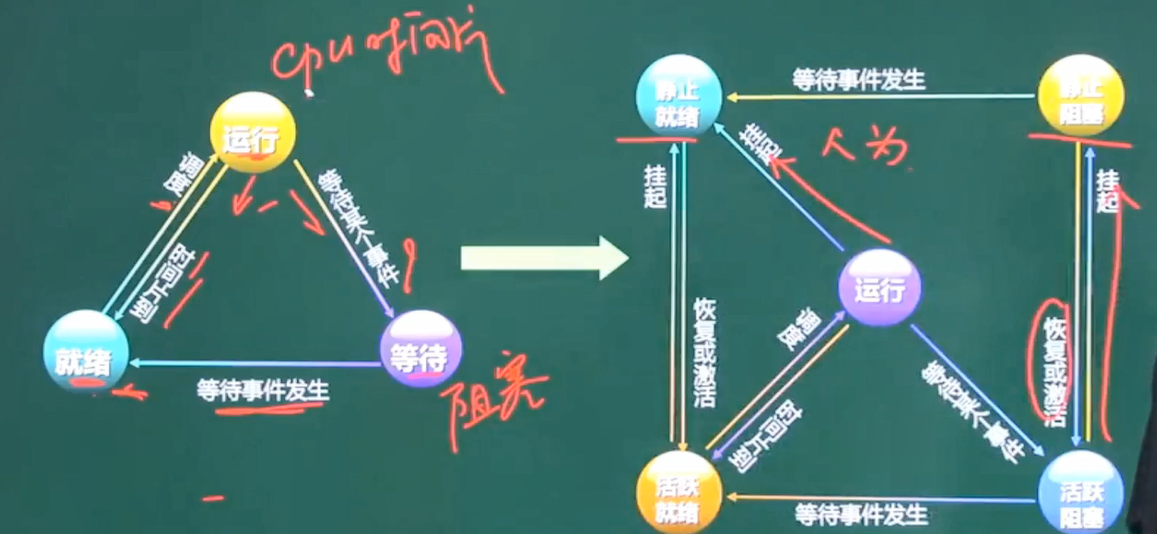 cpu时间片
运行
调度
时间片到
等待某个事件
就绪
等待
等待事件发生
阻塞
静止
就绪
等待事件发生
静止
阻塞
挂起
人为
挂起
挂起
运行
恢复或激活
调度
时间片到
等待某个事件
恢复或激活
活跃
就绪
等待事件发生
活跃
阻塞